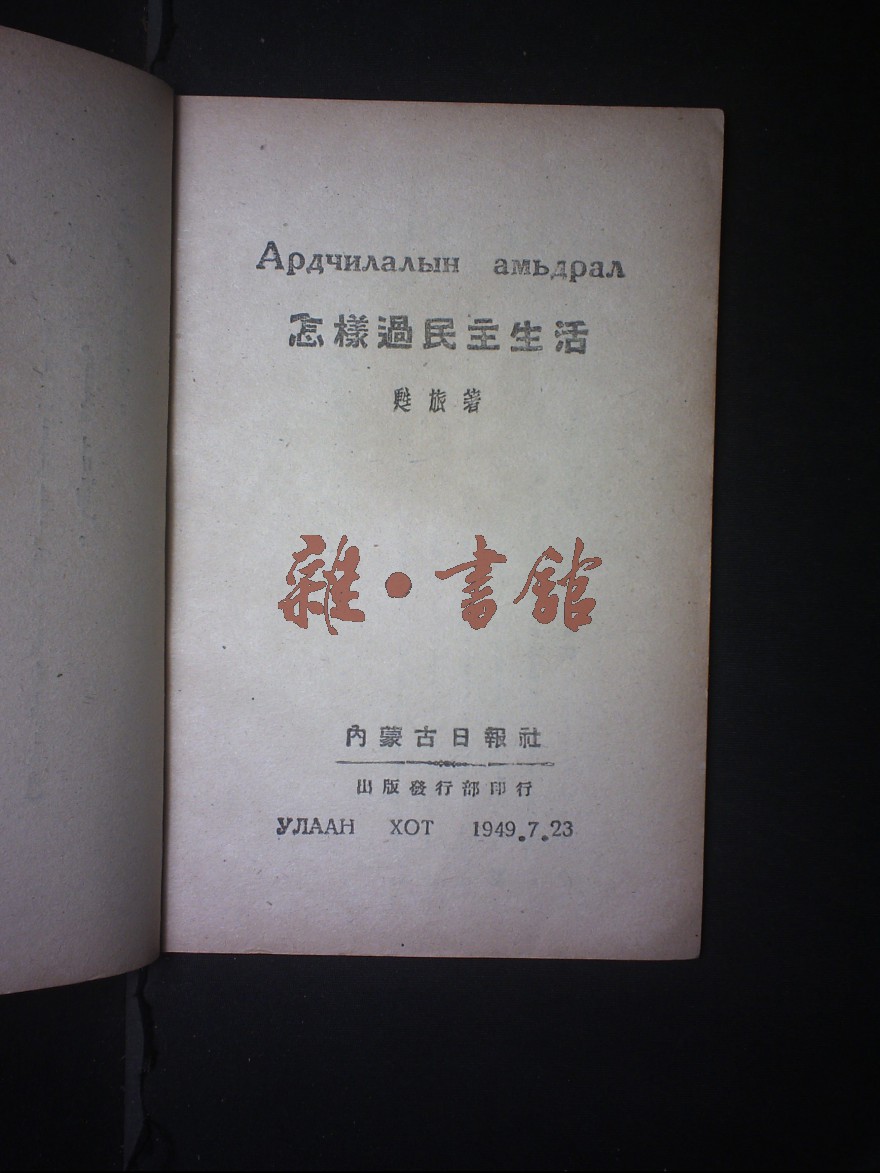 Ардчилалын амьдрал
怎樣過民主生活
甦旅著
雜·書館
內蒙古日報社
出版發行部印行
УЛААН ХОТ 1949.7.23